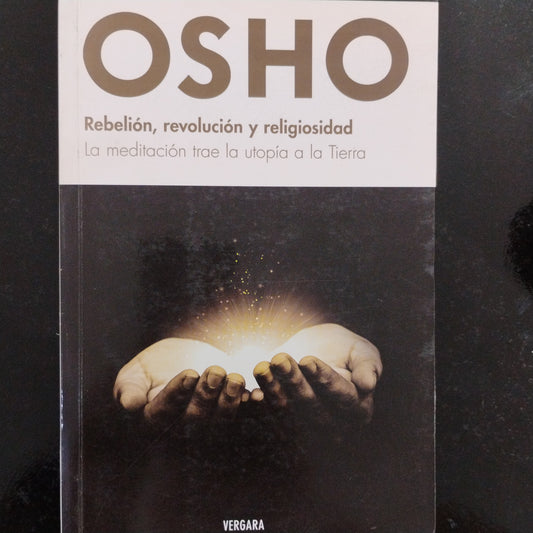 OSHO
Rebelión, revolución y religiosidad
La meditación trae la utopía a la Tierra
VERGARA